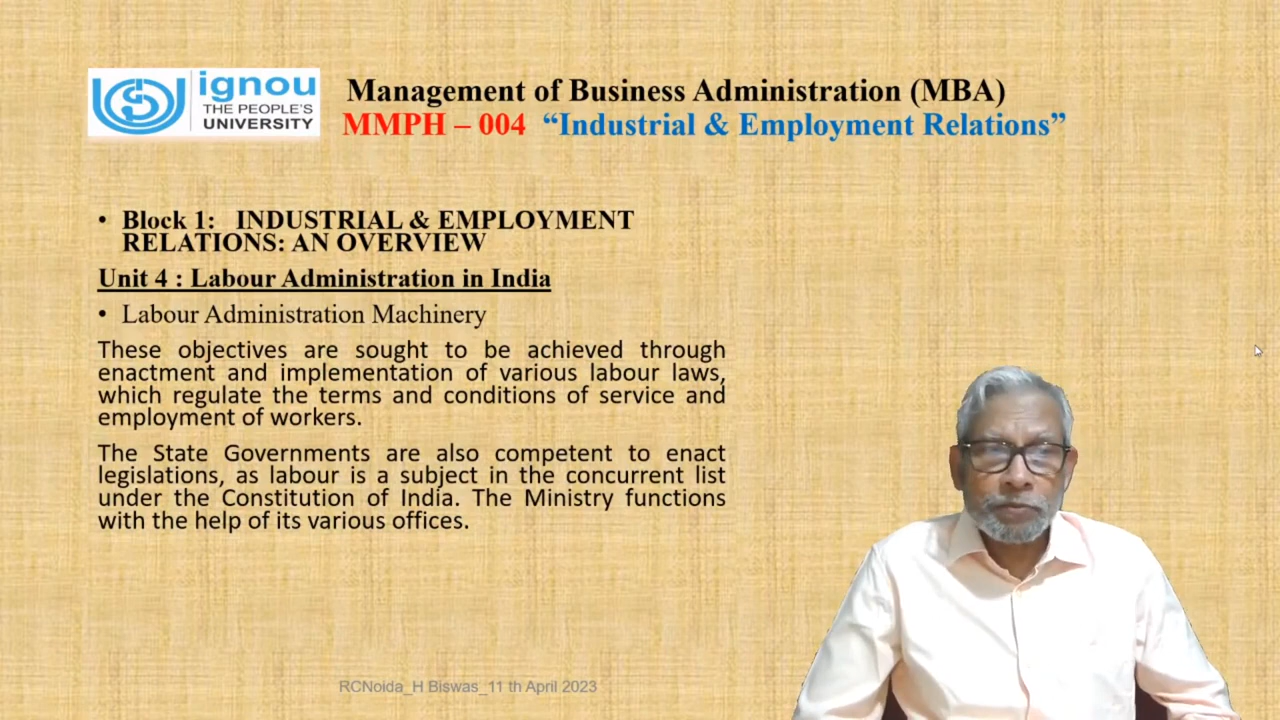 ignou
THE PEOPLE'S
UNIVERSITY
Management of Business Administration (MBA)
MMPH – 004 “Industrial & Employment Relations”
• Block 1: INDUSTRIAL & EMPLOYMENT
RELATIONS: AN OVERVIEW
Unit 4 : Labour Administration in India
• Labour Administration Machinery
These objectives are sought to be achieved through
enactment and implementation of various labour laws,
which regulate the terms and conditions of service and
employment of workers.
The State Governments are also competent to enact
legislations, as labour is a subject in the concurrent list
under the Constitution of India. The Ministry functions
with the help of its various offices.
RCNoida_H Biswas_11 th April 2023